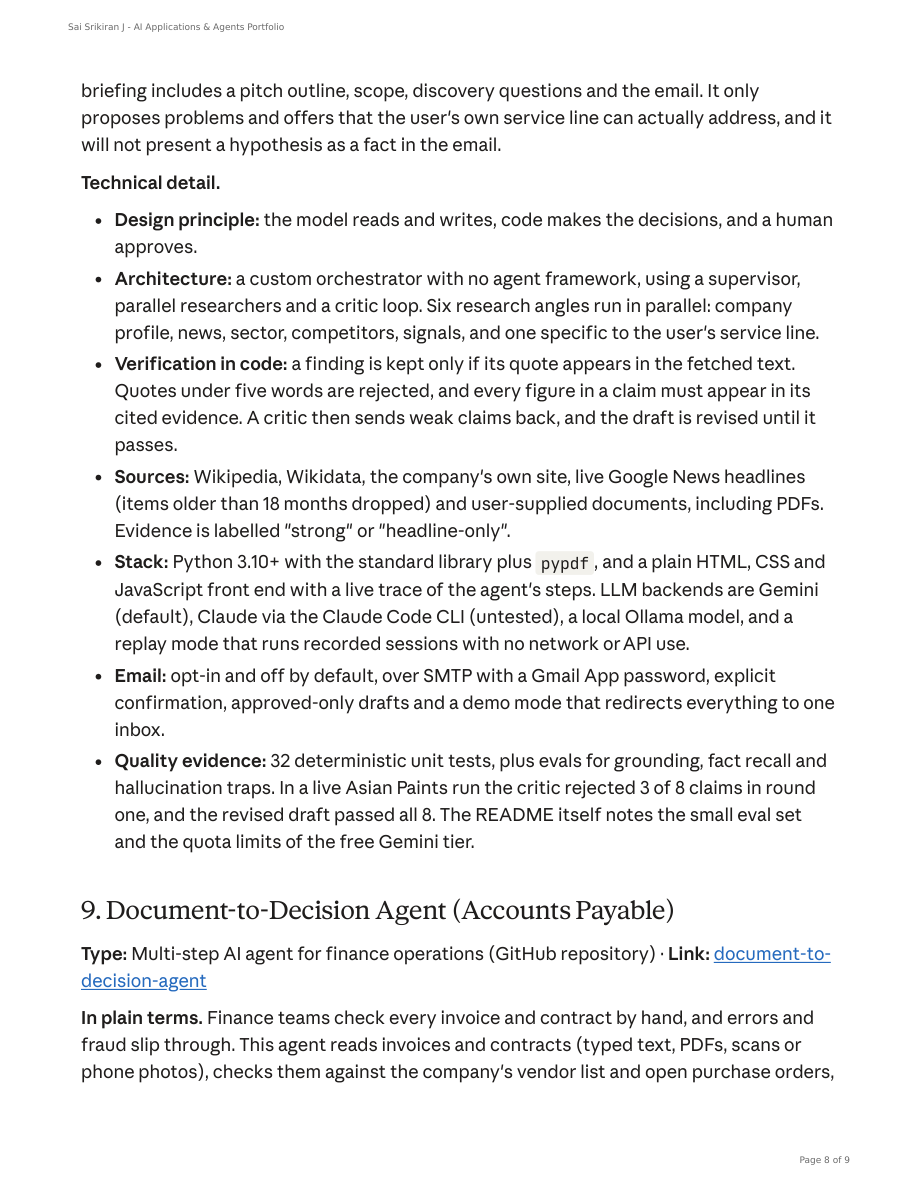 Sai Srikiran J - AI Applications & Agents Portfolio
briefing includes a pitch outline, scope, discovery questions and the email. It only
proposes problems and offers that the user's own service line can actually address, and it
will not present a hypothesis as a fact in the email.
Technical detail.
• Design principle: the model reads and writes, code makes the decisions, and a human
approves.
• Architecture: a custom orchestrator with no agent framework, using a supervisor,
parallel researchers and a critic loop. Six research angles run in parallel: company
profile, news, sector, competitors, signals, and one specific to the user's service line.
• Verification in code: a finding is kept only if its quote appears in the fetched text.
Quotes under five words are rejected, and every figure in a claim must appear in its
cited evidence. A critic then sends weak claims back, and the draft is revised until it
passes.
• Sources: Wikipedia, Wikidata, the company's own site, live Google News headlines
(items older than 18 months dropped) and user-supplied documents, including PDFs.
Evidence is labelled "strong" or "headline-only".
• Stack: Python 3.10+ with the standard library plus pypdf, and a plain HTML, CSS and
JavaScript front end with a live trace of the agent's steps. LLM backends are Gemini
(default), Claude via the Claude Code CLI (untested), a local Ollama model, and a
replay mode that runs recorded sessions with no network or API use.
• Email: opt-in and off by default, over SMTP with a Gmail App password, explicit
confirmation, approved-only drafts and a demo mode that redirects everything to one
inbox.
• Quality evidence: 32 deterministic unit tests, plus evals for grounding, fact recall and
hallucination traps. In a live Asian Paints run the critic rejected 3 of 8 claims in round
one, and the revised draft passed all 8. The README itself notes the small eval set
and the quota limits of the free Gemini tier.
9. Document-to-Decision Agent (Accounts Payable)
Type: Multi-step AI agent for finance operations (GitHub repository) · Link: document-to-
decision-agent
In plain terms. Finance teams check every invoice and contract by hand, and errors and
fraud slip through. This agent reads invoices and contracts (typed text, PDFs, scans or
phone photos), checks them against the company's vendor list and open purchase orders,
Page 8 of 9